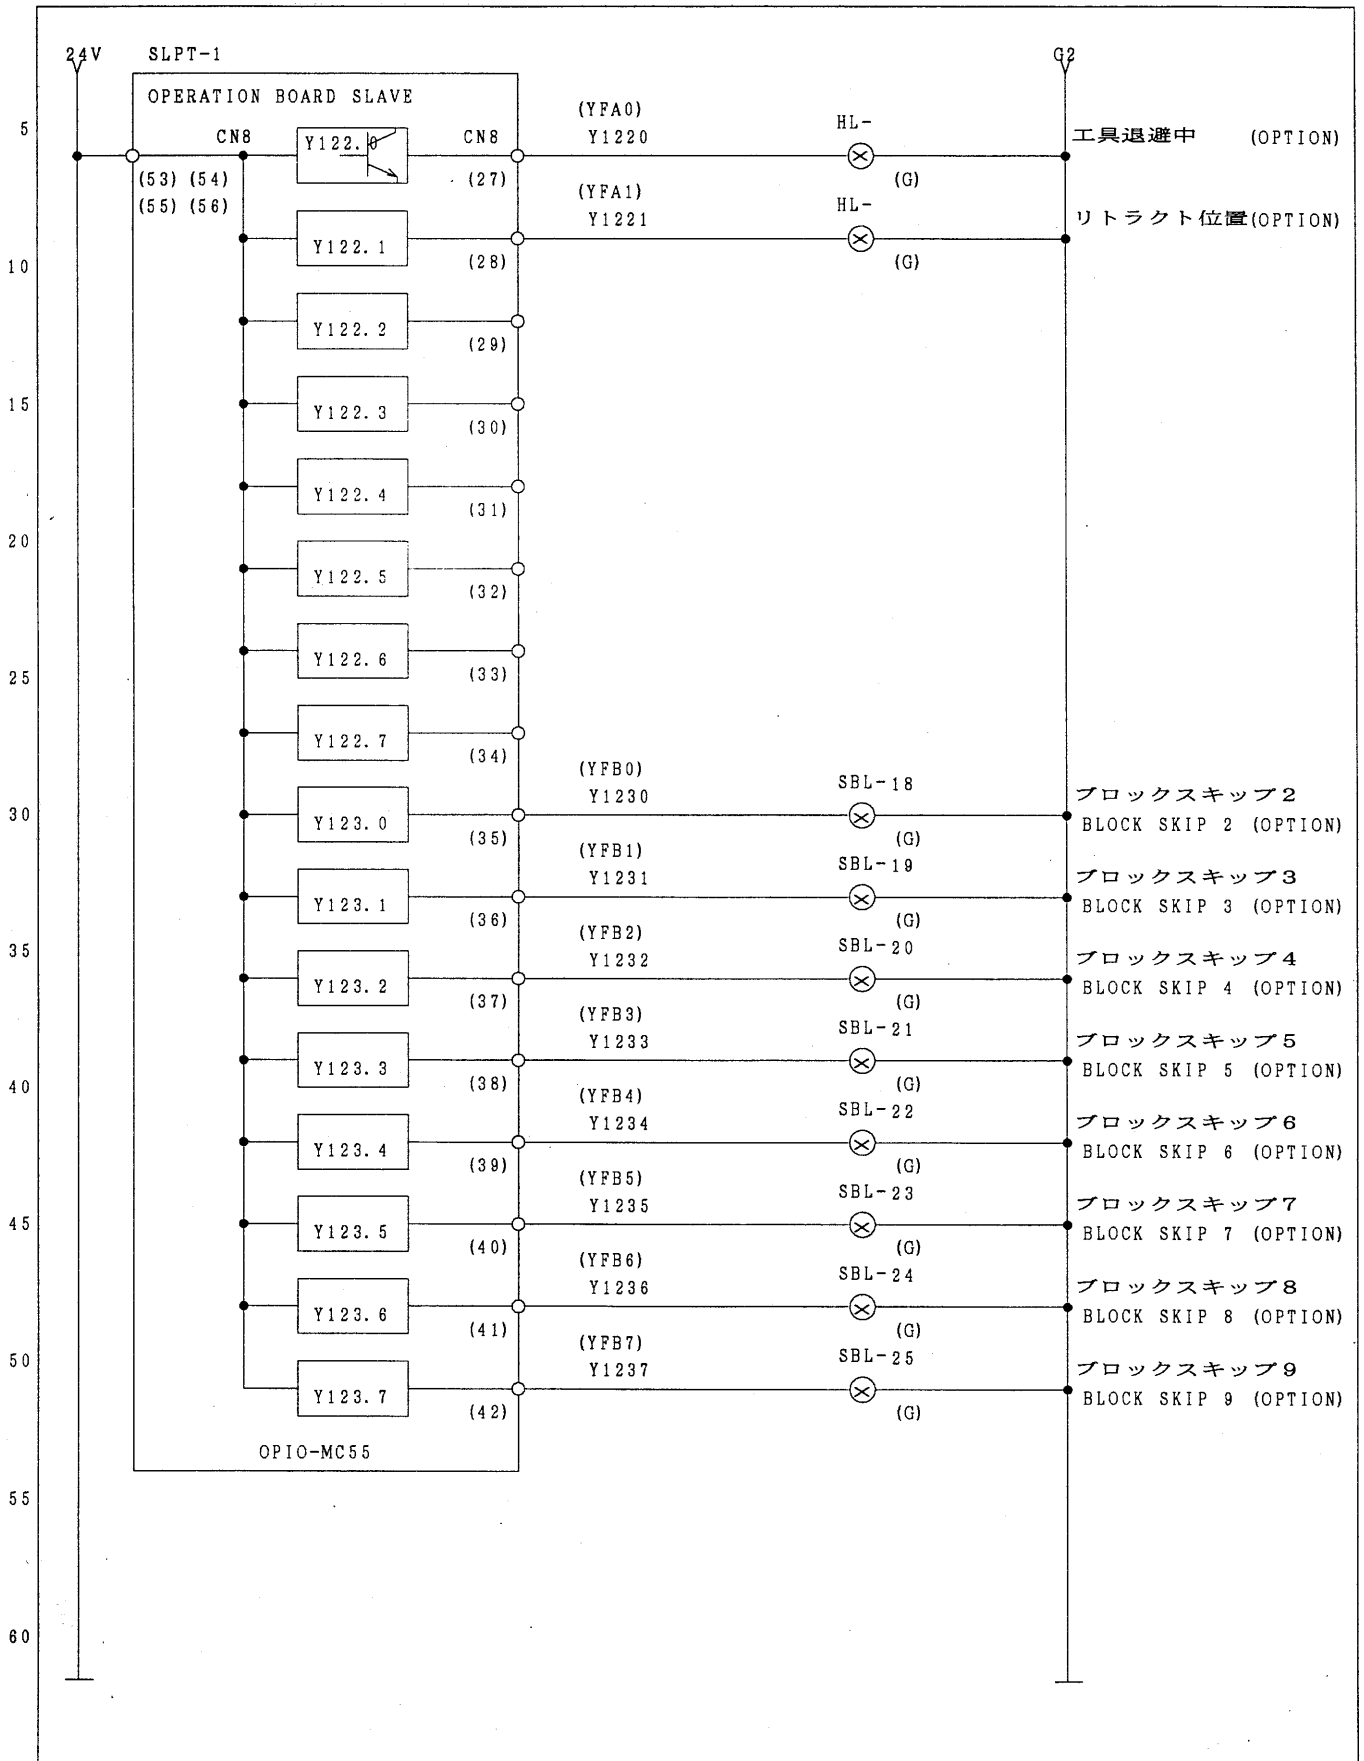 24V
SLPT-1
G2
OPERATION BOARD SLAVE
5
CN8
Y122.0
CN8
(YFA0)
Y1220
HL-
工具退避中 (OPTION)
(53) (54)
(55) (56)
(27)
(G)
(YFA1)
Y1221
HL-
リトラクト位置(OPTION)
Y122.1
(28)
(G)
10
Y122.2
(29)
15
Y122.3
(30)
Y122.4
(31)
20
Y122.5
(32)
Y122.6
(33)
25
Y122.7
(34)
(YFB0)
Y1230
SBL-18
ブロックスキップ2
BLOCK SKIP 2 (OPTION)
30
Y123.0
(35)
(G)
(YFB1)
Y1231
SBL-19
ブロックスキップ3
BLOCK SKIP 3 (OPTION)
Y123.1
(36)
(G)
35
(YFB2)
Y1232
SBL-20
ブロックスキップ4
BLOCK SKIP 4 (OPTION)
Y123.2
(37)
(G)
(YFB3)
Y1233
SBL-21
ブロックスキップ5
BLOCK SKIP 5 (OPTION)
Y123.3
(38)
(G)
40
(YFB4)
Y1234
SBL-22
ブロックスキップ6
BLOCK SKIP 6 (OPTION)
Y123.4
(39)
(G)
(YFB5)
Y1235
SBL-23
ブロックスキップ7
BLOCK SKIP 7 (OPTION)
45
Y123.5
(40)
(G)
(YFB6)
Y1236
SBL-24
ブロックスキップ8
BLOCK SKIP 8 (OPTION)
Y123.6
(41)
(G)
50
(YFB7)
Y1237
SBL-25
ブロックスキップ9
BLOCK SKIP 9 (OPTION)
Y123.7
(42)
(G)
OPIO-MC55
55
60